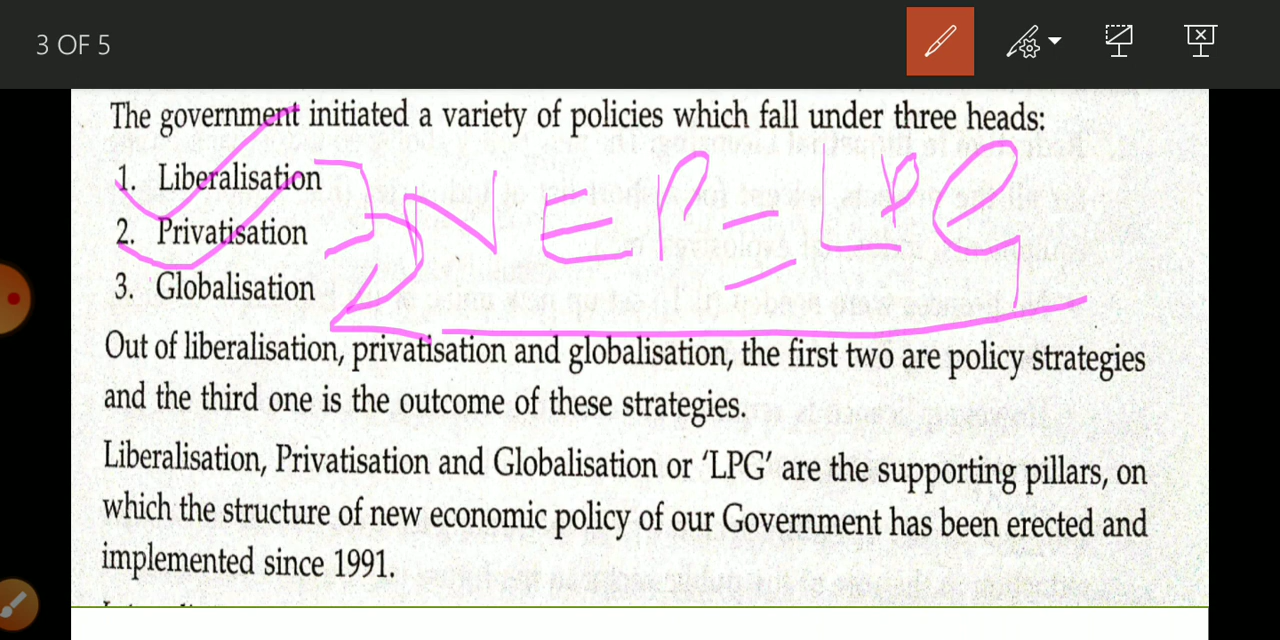 3 OF 5
The government initiated a variety of policies which fall under three heads:
1. Liberalisation
2. Privatisation
3. Globalisation
NEP = LPG
Out of liberalisation, privatisation and globalisation, the first two are policy strategies
and the third one is the outcome of these strategies.
Liberalisation, Privatisation and Globalisation or 'LPG' are the supporting pillars, on
which the structure of new economic policy of our Government has been erected and
implemented since 1991.